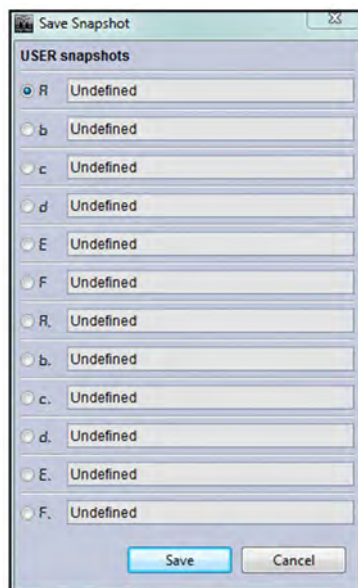 Save Snapshot
USER snapshots
A Undefined
b Undefined
c Undefined
d Undefined
E Undefined
F Undefined
A. Undefined
b. Undefined
c. Undefined
d. Undefined
E. Undefined
F. Undefined
Save Cancel